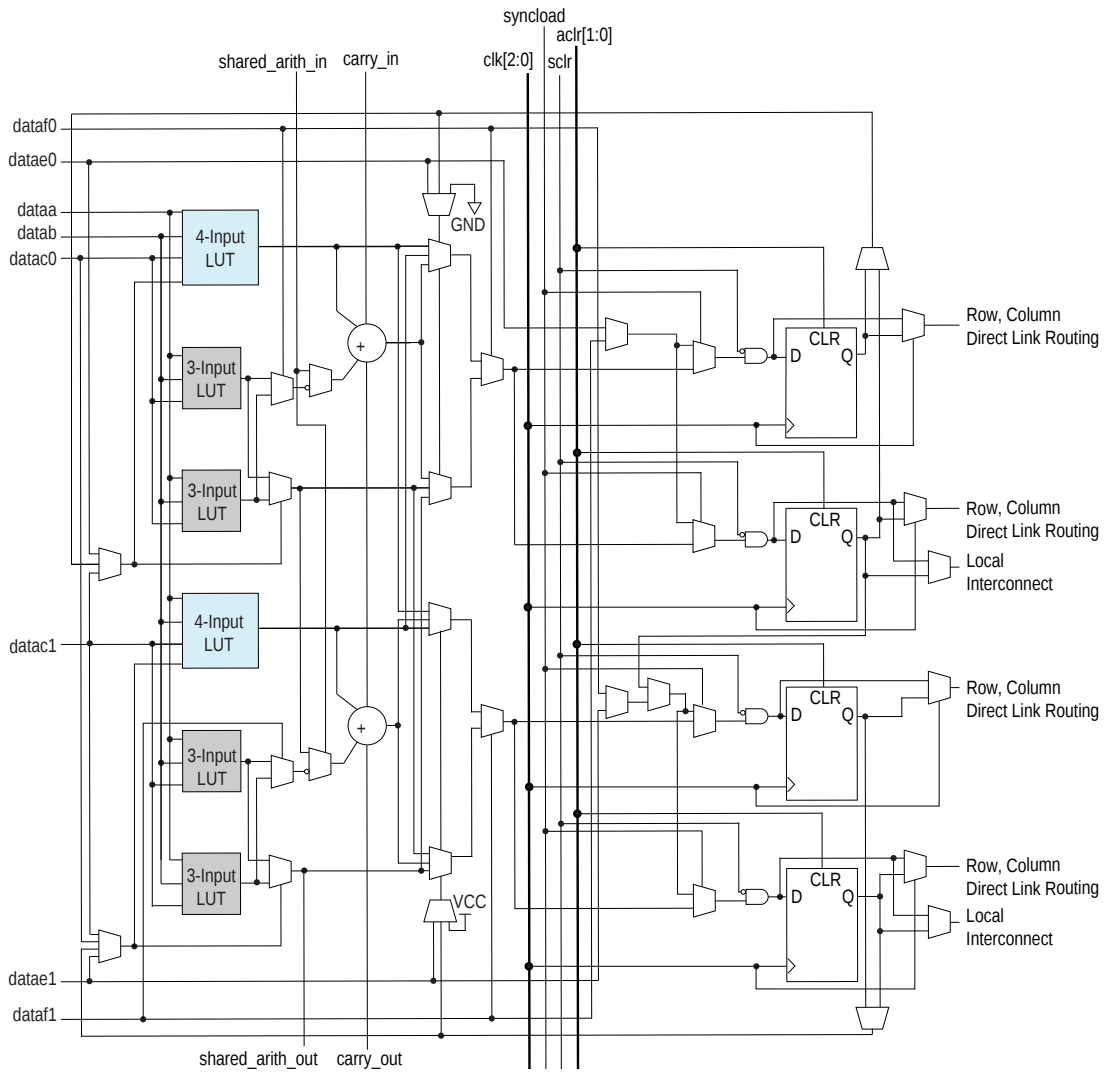 syncload
aclr[1:0]
shared_arith_in
carry_in
clk[2:0]
sclr
dataf0
datae0
dataa
datab
datac0
GND
4-Input
LUT
+
3-Input
LUT
3-Input
LUT
CLR
D
Q
Row, Column
Direct Link Routing
CLR
D
Q
Row, Column
Direct Link Routing
Local
Interconnect
datac1
4-Input
LUT
+
3-Input
LUT
3-Input
LUT
CLR
D
Q
Row, Column
Direct Link Routing
CLR
D
Q
Row, Column
Direct Link Routing
Local
Interconnect
VCC
datae1
dataf1
shared_arith_out
carry_out